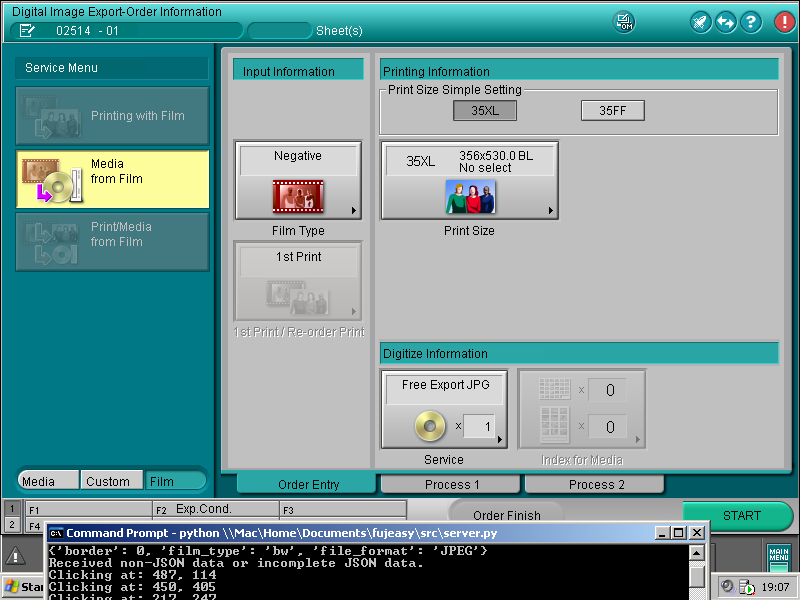 Digital Image Export-Order Information
02514 - 01
Sheet(s)
Service Menu
Printing with Film
Media
from Film
Print/Media
from Film
Media
Custom
Film
Input Information
Negative
Film Type
1st Print
1st Print / Re-order Print
Printing Information
Print Size Simple Setting
35XL
35FF
35XL
356x530.0 BL
No select
Print Size
Digitize Information
Free Export JPG
x 1
Service
x 0
x 0
Index for Media
Order Entry
Process 1
Process 2
1
2
F1
F2 Exp.Cond.
F3
F4
Order Finish
START
Command Prompt - python \\Mac\Home\Documents\fujeasy\src\server.py
{'border': 0, 'film_type': 'bw', 'file_format': 'JPEG'}
Received non-JSON data or incomplete JSON data.
Clicking at: 487, 114
Clicking at: 450, 405
Clicking at: 217, 247
MAIN
MENU
Star
19:07